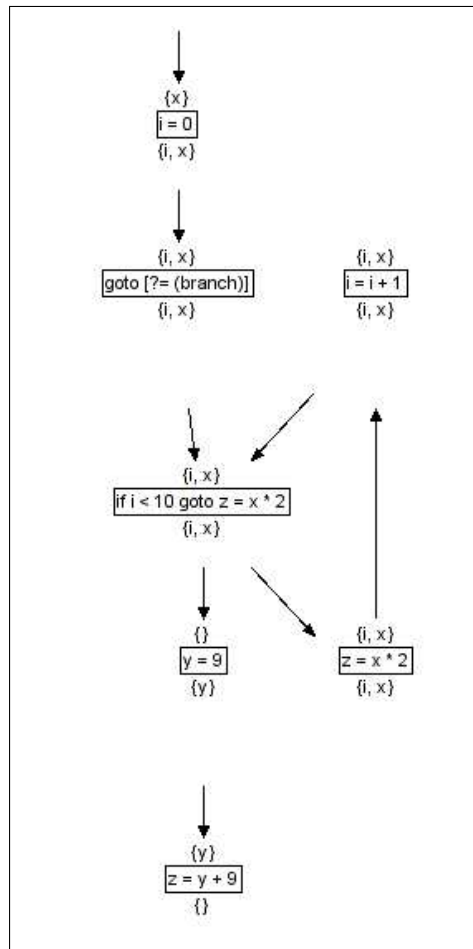 {x}
i = 0
{i, x}
{i, x}
goto [?= (branch)]
{i, x}
{i, x}
i = i + 1
{i, x}
{i, x}
if i < 10 goto z = x * 2
{i, x}
{}
y = 9
{y}
{i, x}
z = x * 2
{i, x}
{y}
z = y + 9
{}